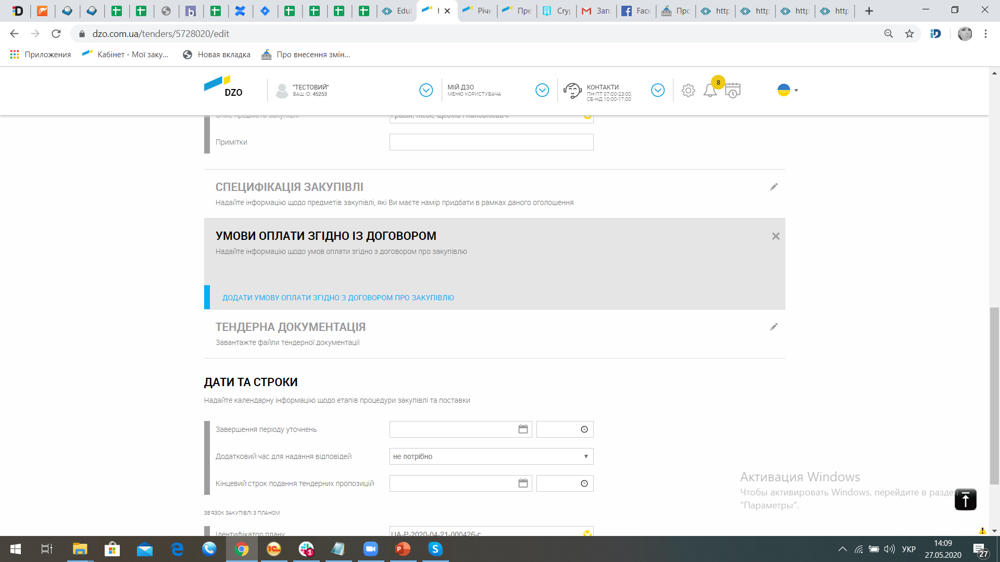 Edu
Річн
Пре
Cryp
Запи
Face
Про
http
http
http
http
dzo.com.ua/tenders/5728020/edit
Приложения
Кабінет - Мої заку...
Новая вкладка
Про внесення змін...
DZO
"ТЕСТОВИЙ"
ВАШ ID: 45253
МІЙ ДЗО
МЕНЮ КОРИСТУВАЧА
КОНТАКТИ
ПН-ПТ 07:00-23:00,
СБ-НД 10:00-17:00
8
Опис предмета закупівлі
Гравій, пісок, щебінь і наповнювачі
Примітки
СПЕЦИФІКАЦІЯ ЗАКУПІВЛІ
Надайте інформацію щодо предметів закупівлі, які Ви маєте намір придбати в рамках даного оголошення
УМОВИ ОПЛАТИ ЗГІДНО ІЗ ДОГОВОРОМ
Надайте інформацію щодо умов оплати згідно з договором про закупівлю
ДОДАТИ УМОВУ ОПЛАТИ ЗГІДНО З ДОГОВОРОМ ПРО ЗАКУПІВЛЮ
ТЕНДЕРНА ДОКУМЕНТАЦІЯ
Завантажте файли тендерної документації
ДАТИ ТА СТРОКИ
Надайте календарну інформацію щодо етапів процедури закупівлі та поставки
Завершення періоду уточнень
Додатковий час для надання відповідей
не потрібно
Кінцевий строк подання тендерних пропозицій
ЗВ'ЯЗОК ЗАКУПІВЛІ З ПЛАНОМ
Ідентифікатор плану
UA-P-2020-04-21-000426-c
Активация Windows
Чтобы активировать Windows, перейдите в раздел
"Параметры".
1
УКР
14:09
27.05.2020
27